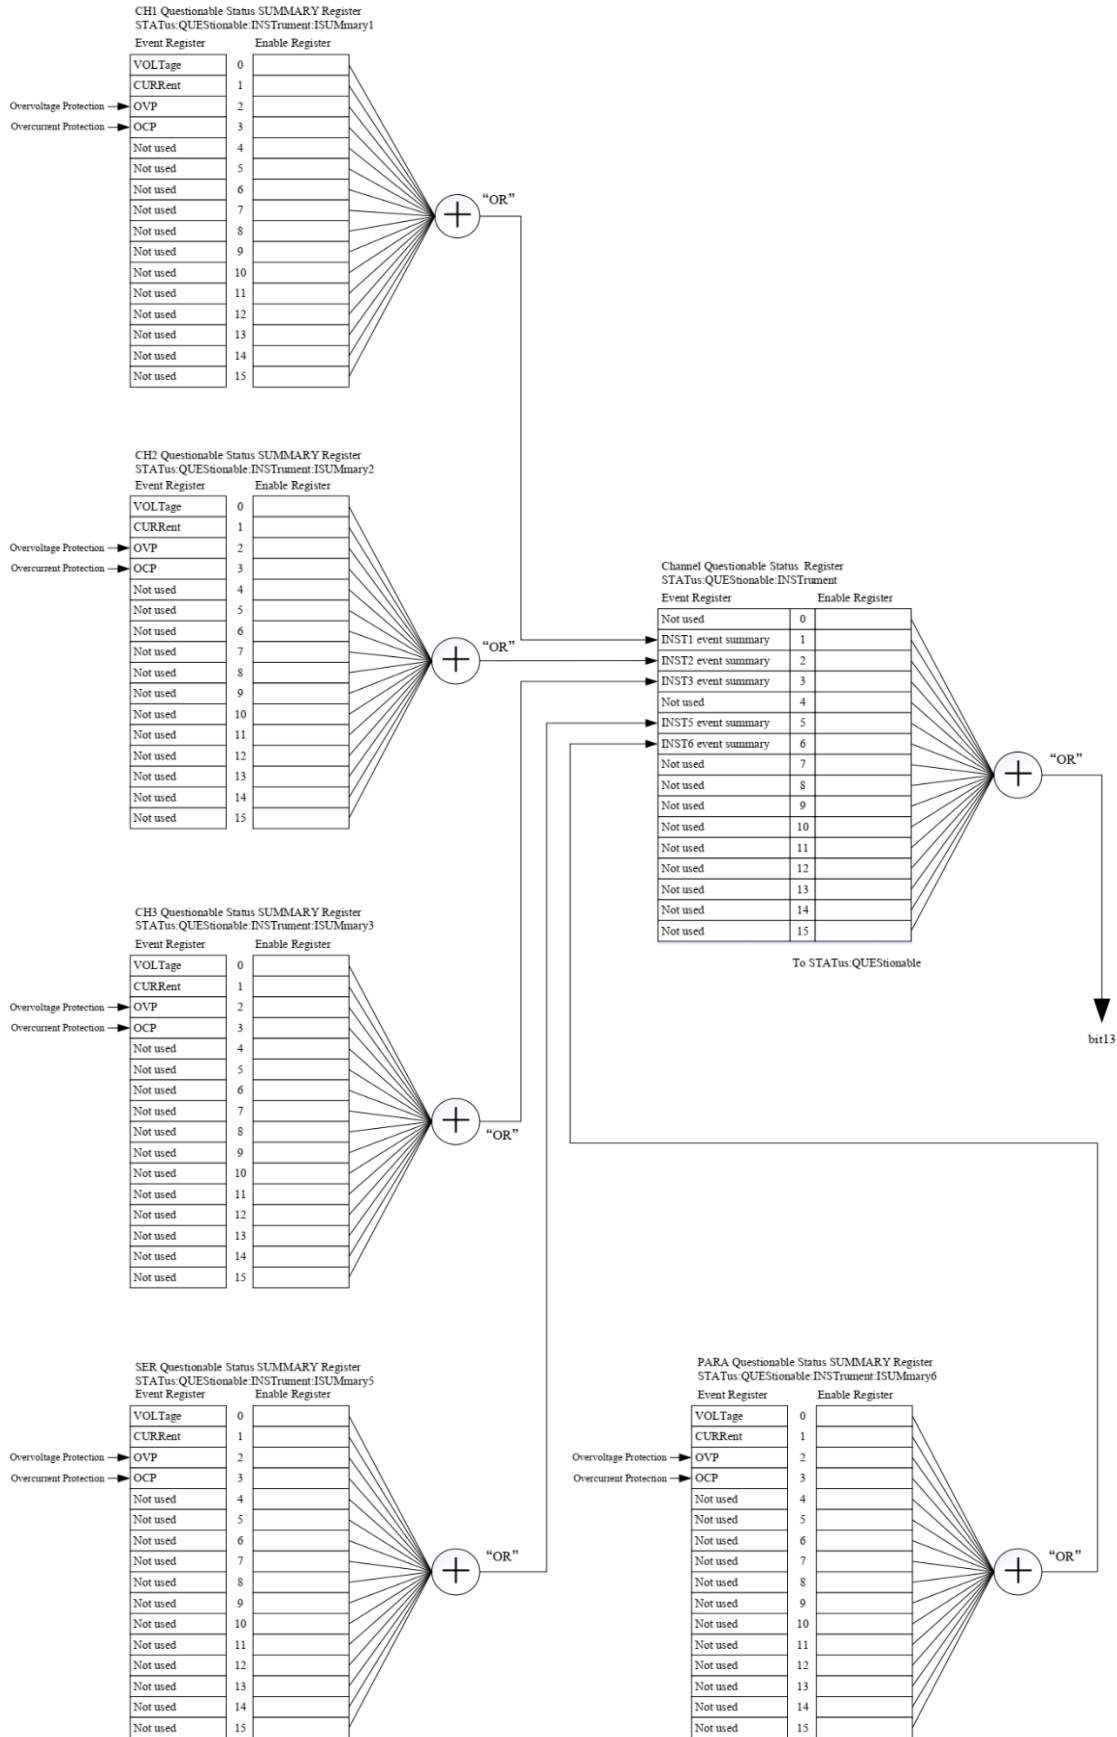 CH1 Questionable Status SUMMARY Register
STATus:QUEStionable:INSTrument:ISUMmary1
Event Register Enable Register
VOLTage 0
CURRent 1
Overvoltage Protection OVP 2
Overcurrent Protection OCP 3
Not used 4
Not used 5
Not used 6
Not used 7
Not used 8
Not used 9
Not used 10
Not used 11
Not used 12
Not used 13
Not used 14
Not used 15
“OR”
CH2 Questionable Status SUMMARY Register
STATus:QUEStionable:INSTrument:ISUMmary2
Event Register Enable Register
VOLTage 0
CURRent 1
Overvoltage Protection OVP 2
Overcurrent Protection OCP 3
Not used 4
Not used 5
Not used 6
Not used 7
Not used 8
Not used 9
Not used 10
Not used 11
Not used 12
Not used 13
Not used 14
Not used 15
“OR”
Channel Questionable Status Register
STATus:QUEStionable:INSTrument
Event Register Enable Register
Not used 0
INST1 event summary 1
INST2 event summary 2
INST3 event summary 3
Not used 4
INST5 event summary 5
INST6 event summary 6
Not used 7
Not used 8
Not used 9
Not used 10
Not used 11
Not used 12
Not used 13
Not used 14
Not used 15
“OR”
To STATus:QUEStionable
bit13
CH3 Questionable Status SUMMARY Register
STATus:QUEStionable:INSTrument:ISUMmary3
Event Register Enable Register
VOLTage 0
CURRent 1
Overvoltage Protection OVP 2
Overcurrent Protection OCP 3
Not used 4
Not used 5
Not used 6
Not used 7
Not used 8
Not used 9
Not used 10
Not used 11
Not used 12
Not used 13
Not used 14
Not used 15
“OR”
SER Questionable Status SUMMARY Register
STATus:QUEStionable:INSTrument:ISUMmary5
Event Register Enable Register
VOLTage 0
CURRent 1
Overvoltage Protection OVP 2
Overcurrent Protection OCP 3
Not used 4
Not used 5
Not used 6
Not used 7
Not used 8
Not used 9
Not used 10
Not used 11
Not used 12
Not used 13
Not used 14
Not used 15
“OR”
PARA Questionable Status SUMMARY Register
STATus:QUEStionable:INSTrument:ISUMmary6
Event Register Enable Register
VOLTage 0
CURRent 1
Overvoltage Protection OVP 2
Overcurrent Protection OCP 3
Not used 4
Not used 5
Not used 6
Not used 7
Not used 8
Not used 9
Not used 10
Not used 11
Not used 12
Not used 13
Not used 14
Not used 15
“OR”